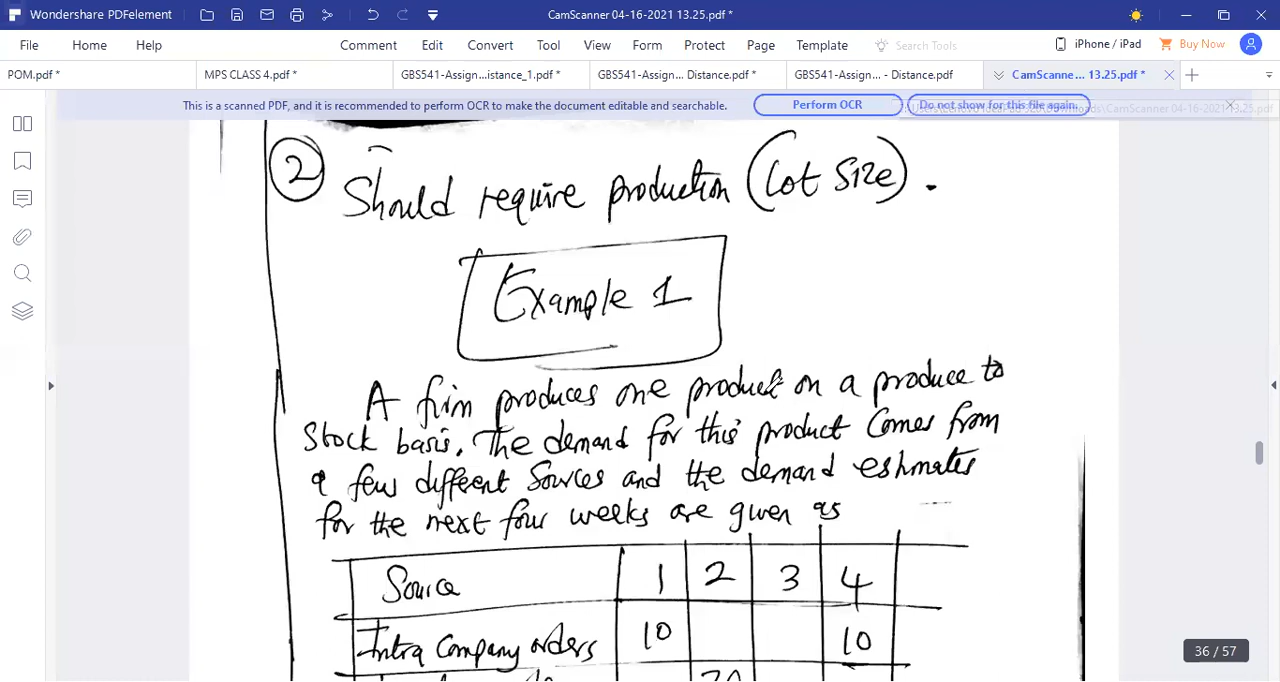 Wondershare PDFelement
CamScanner 04-16-2021 13.25.pdf *
File Home Help Comment Edit Convert Tool View Form Protect Page Template Search Tools iPhone / iPad Buy Now
POM.pdf * MPS CLASS 4.pdf * GBS541-Assign...istance_1.pdf * GBS541-Assign... Distance.pdf * GBS541-Assign... - Distance.pdf CamScanne... 13.25.pdf *
This is a scanned PDF, and it is recommended to perform OCR to make the document editable and searchable. Perform OCR Do not show for this file again.
② Should require production (Lot Size).
Example 1
A firm produces one product on a produce to
Stock basis. The demand for this product Comes from
a few different Sources and the demand estimates
for the next four weeks are given as
Source 1 2 3 4
Intra Company orders 10 10
36 / 57